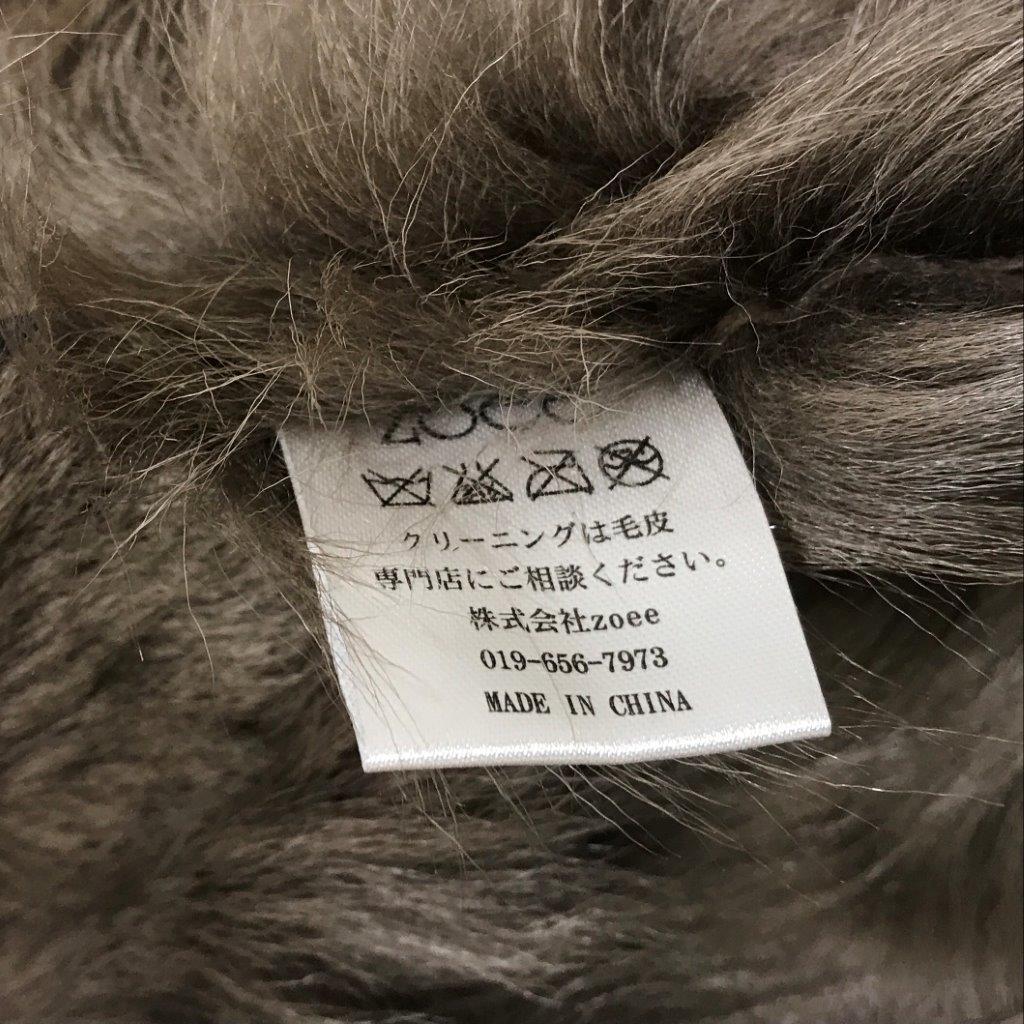 zoee
クリーニングは毛皮
専門店にご相談ください。
株式会社zoee
019-656-7973
MADE IN CHINA